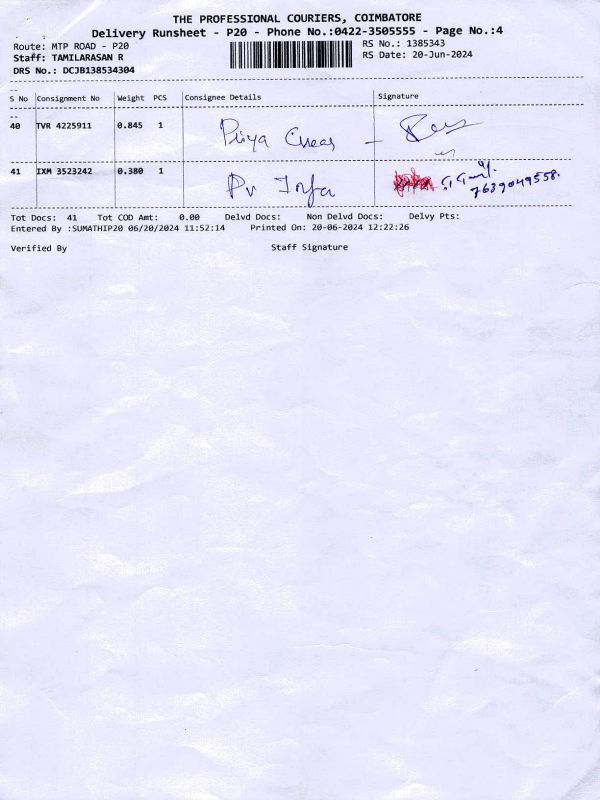 THE PROFESSIONAL COURIERS, COIMBATORE
Delivery Runsheet - P20 - Phone No.:0422-3505555 - Page No.:4
Route: MTP ROAD - P20
RS No.: 1385343
Staff: TAMILARASAN R
RS Date: 20-Jun-2024
DRS No.: DCJB138534304
S No Consignment No Weight PCS Consignee Details Signature
40 TVR 4225911 0.845 1 Priya
41 IXM 3523242 0.380 1 Pv Infra 7639049558.
Tot Docs: 41 Tot COD Amt: 0.00 Delvd Docs: Non Delvd Docs: Delvy Pts:
Entered By :SUMATHIP20 06/20/2024 11:52:14 Printed On: 20-06-2024 12:22:26
Verified By Staff Signature